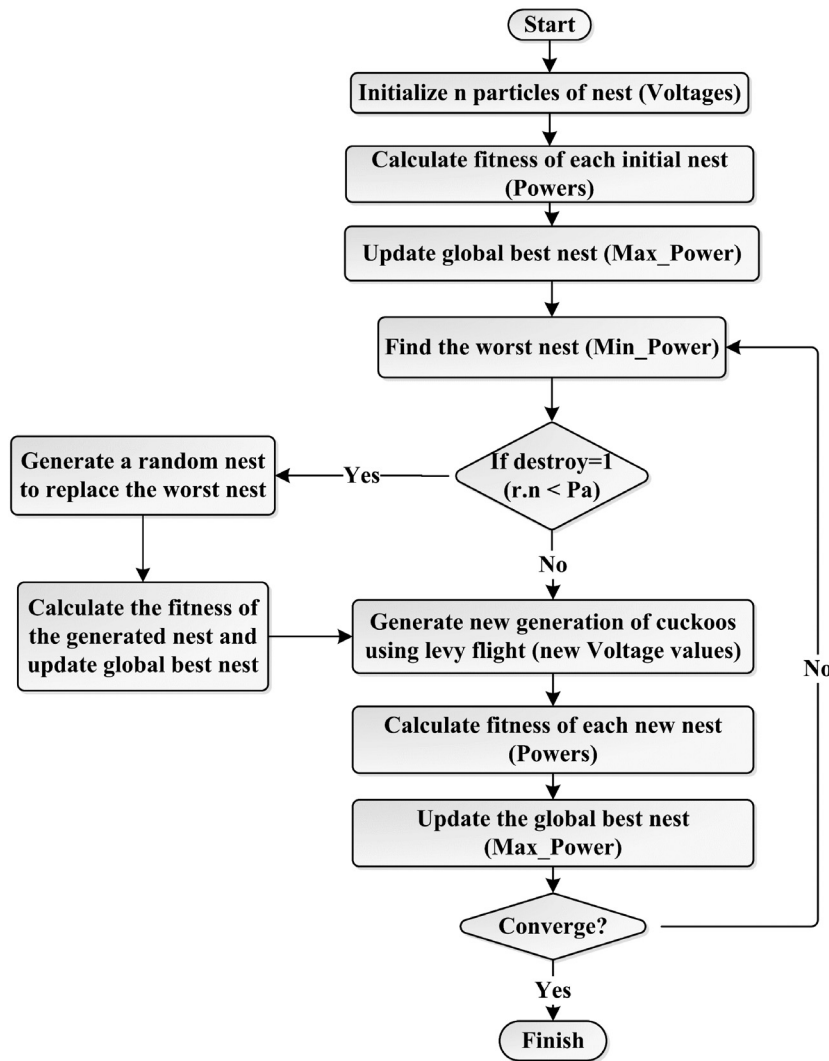 Start
Initialize n particles of nest (Voltages)
Calculate fitness of each initial nest
(Powers)
Update global best nest (Max_Power)
Find the worst nest (Min_Power)
If destroy=1
(r.n < Pa)
Yes
Generate a random nest
to replace the worst nest
Calculate the fitness of
the generated nest and
update global best nest
No
Generate new generation of cuckoos
using levy flight (new Voltage values)
Calculate fitness of each new nest
(Powers)
Update the global best nest
(Max_Power)
Converge?
No
Yes
Finish